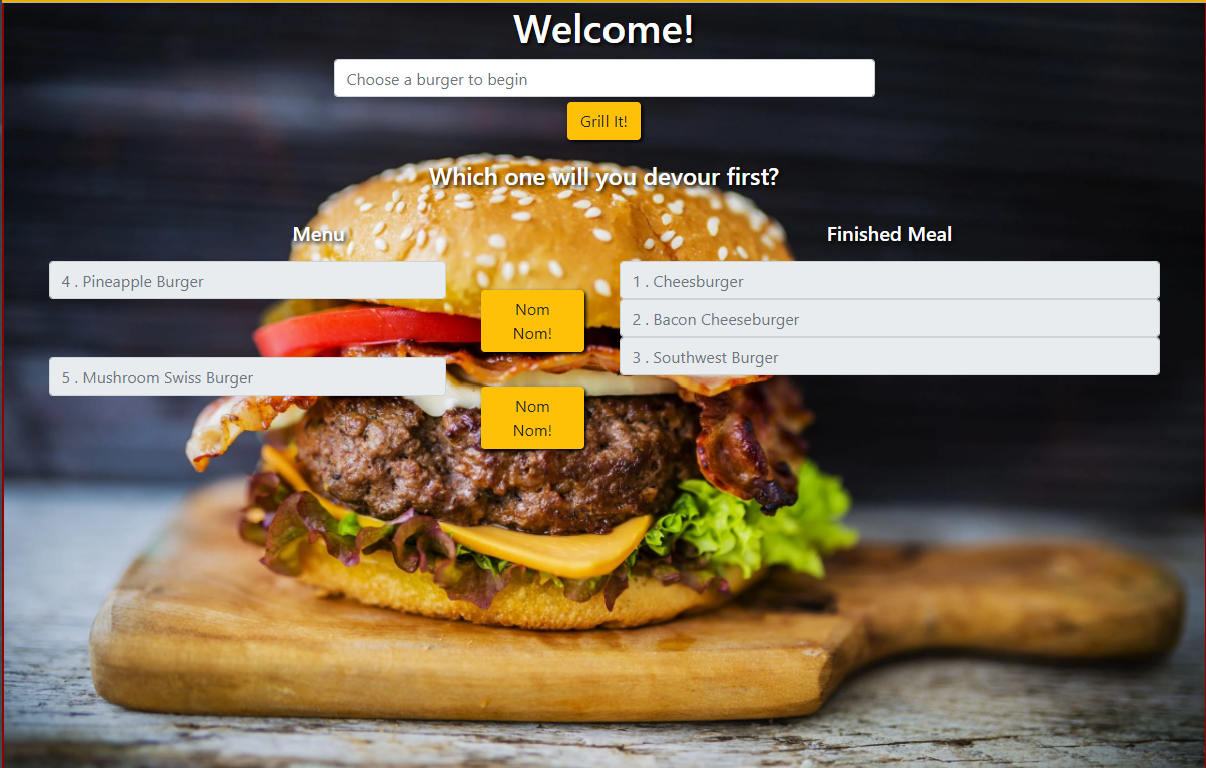 Welcome!
Choose a burger to begin
Grill It!
Which one will you devour first?
Menu
4 . Pineapple Burger
Nom
Nom!
5 . Mushroom Swiss Burger
Nom
Nom!
Finished Meal
1 . Cheesburger
2 . Bacon Cheeseburger
3 . Southwest Burger